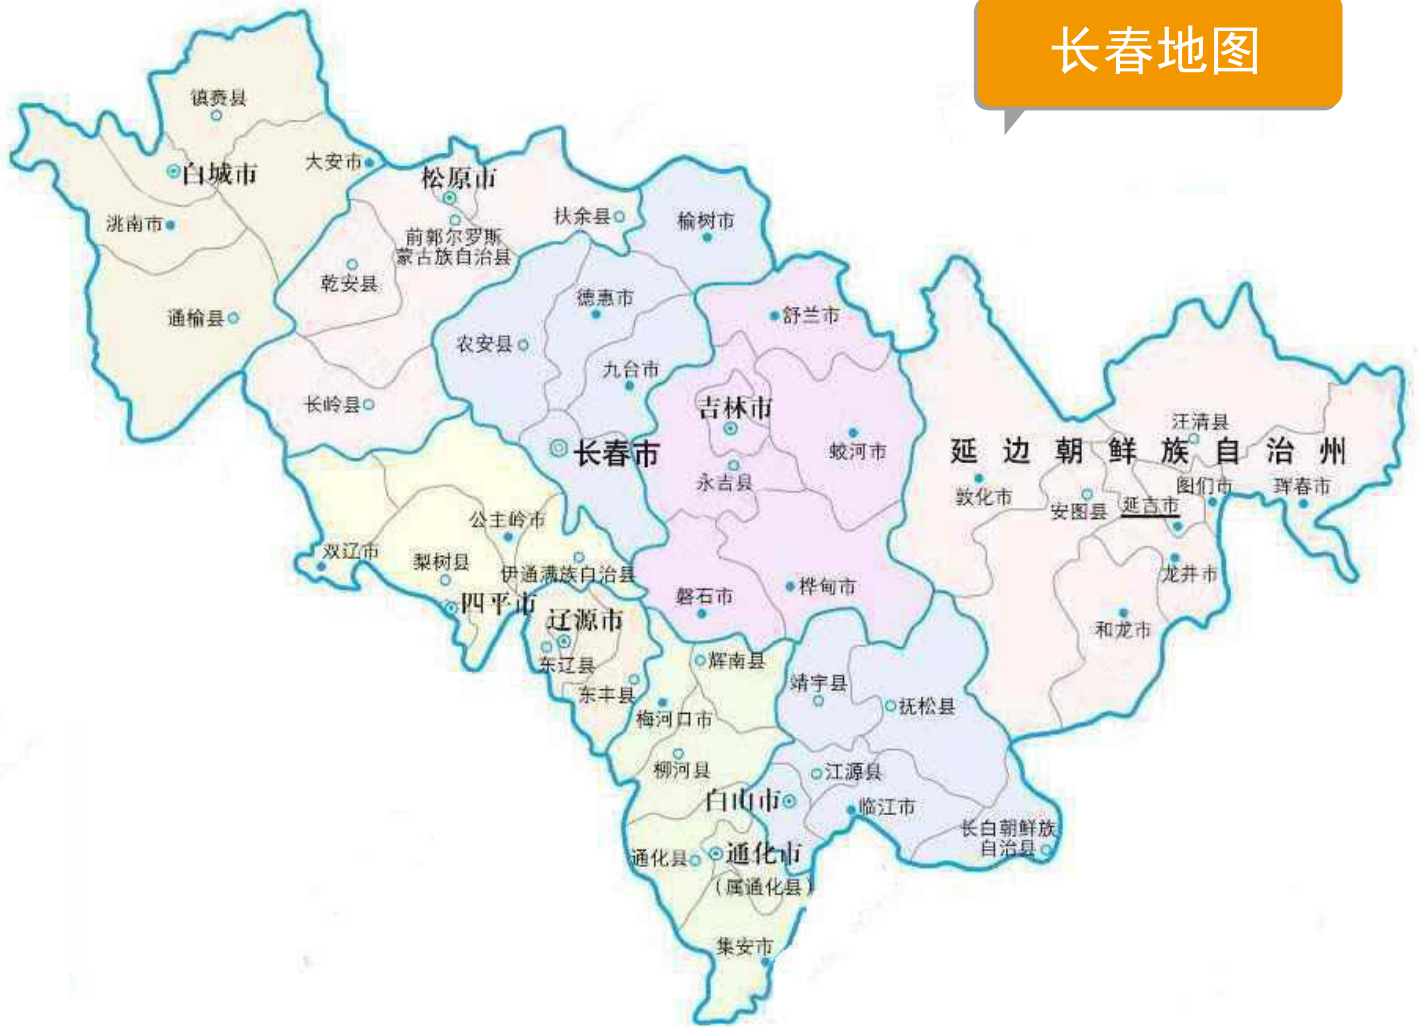 长春地图
镇赉县
白城市
大安市
洮南市
通榆县
松原市
前郭尔罗斯
蒙古族自治县
扶余县
乾安县
长岭县
榆树市
德惠市
农安县
九台市
长春市
舒兰市
吉林市
永吉县
蛟河市
磐石市
桦甸市
延边朝鲜族自治州
汪清县
敦化市
安图县
延吉市
图们市
珲春市
龙井市
和龙市
双辽市
公主岭市
梨树县
伊通满族自治县
四平市
辽源市
东辽县
东丰县
辉南县
梅河口市
柳河县
靖宇县
抚松县
江源县
白山市
临江市
长白朝鲜族
自治县
通化县
通化市
(属通化县)
集安市